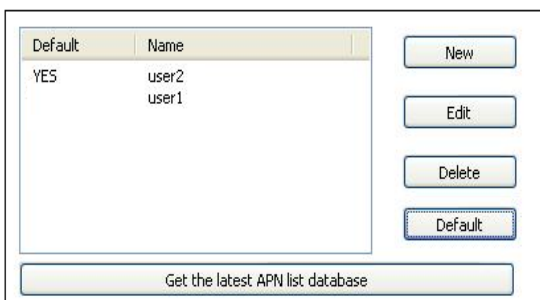 Default Name
YES user2
user1
New
Edit
Delete
Default
Get the latest APN list database